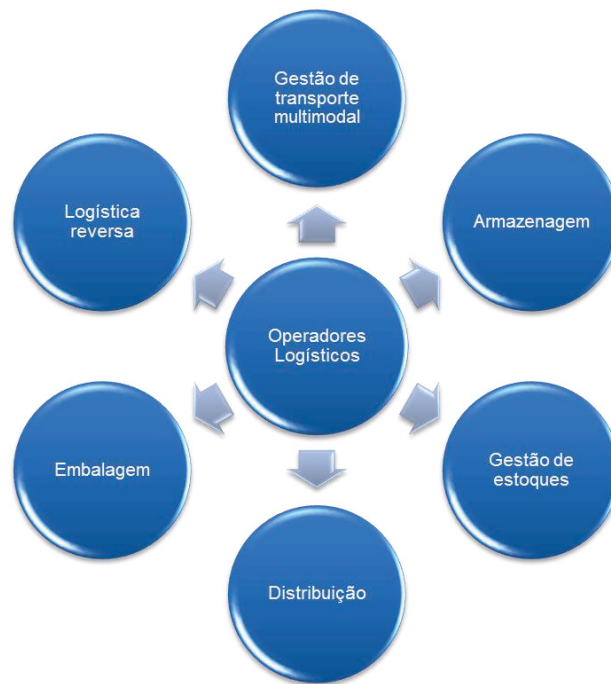 Gestão de
transporte
multimodal
Logística
reversa
Armazenagem
Operadores
Logísticos
Embalagem
Gestão de
estoques
Distribuição